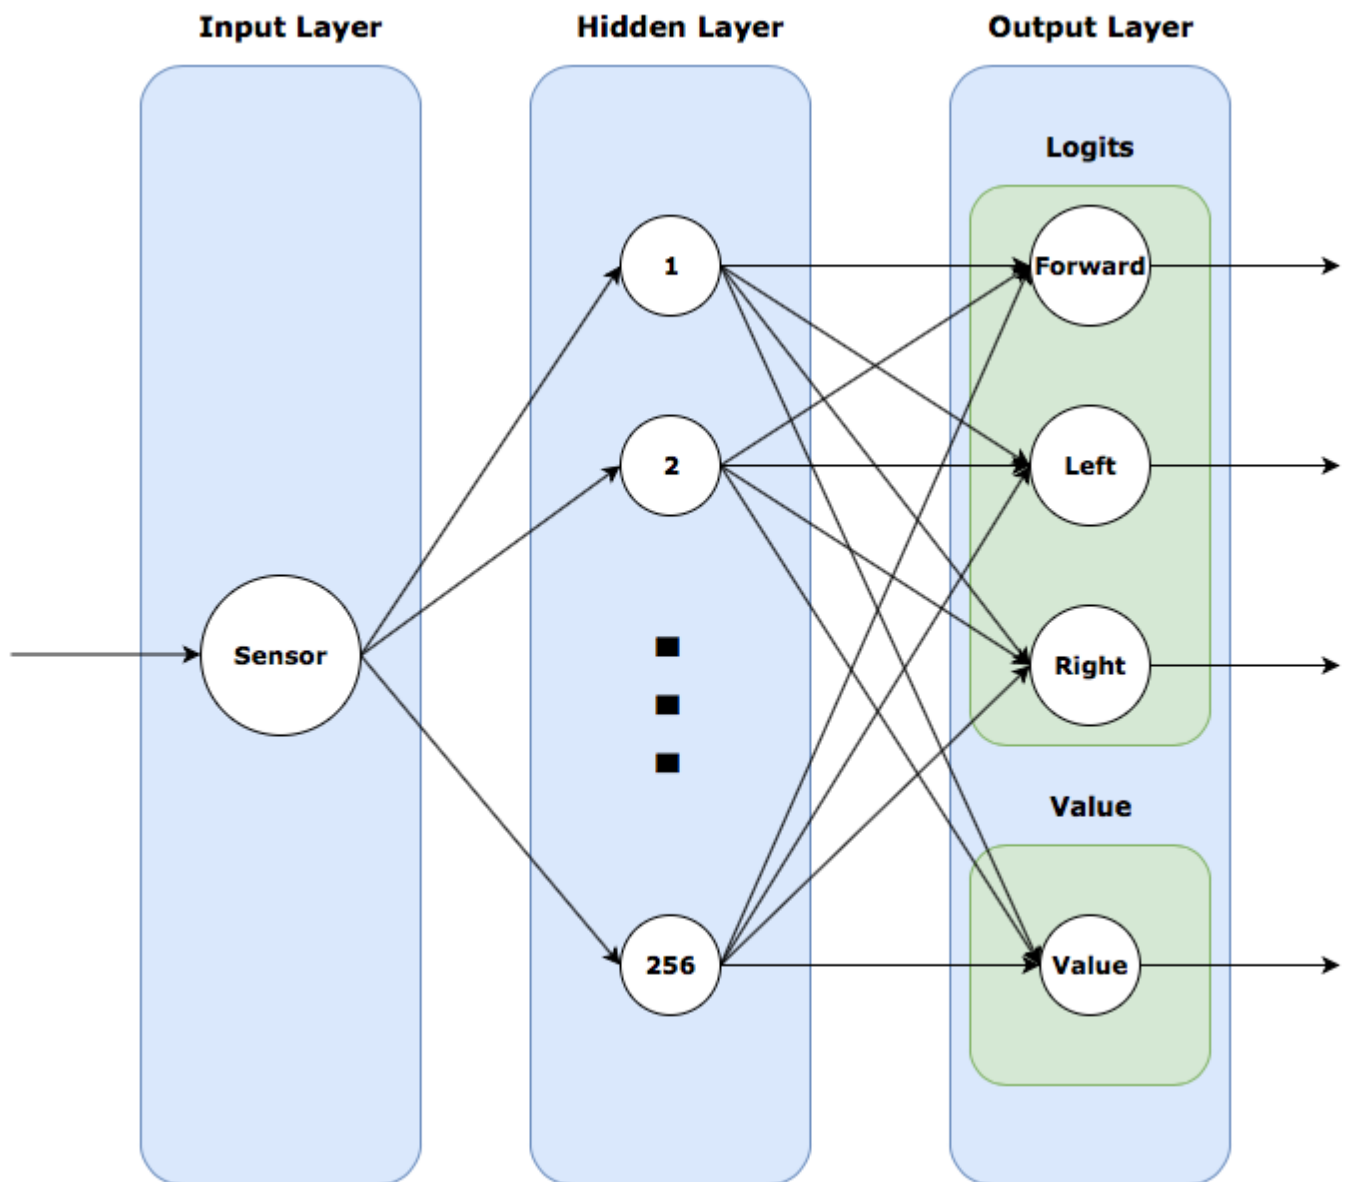 Input Layer
Hidden Layer
Output Layer
Logits
1
Forward
2
Left
Sensor
Right
Value
256
Value